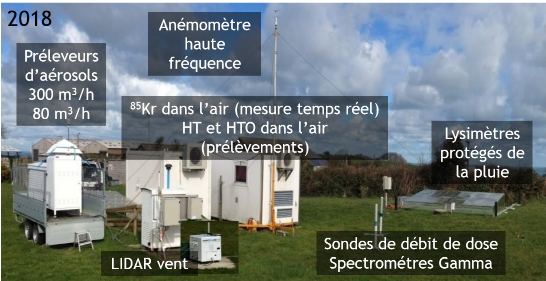 2018
Anémomètre
haute
fréquence
Préleveurs
d'aérosols
300 m³/h
80 m³/h
⁸⁵Kr dans l'air (mesure temps réel)
HT et HTO dans l'air
(prélèvements)
Lysimètres
protégés de
la pluie
LIDAR vent
Sondes de débit de dose
Spectrométres Gamma